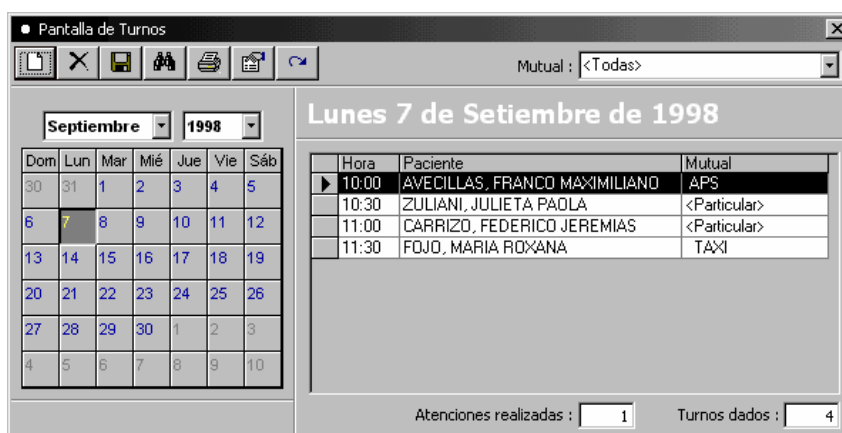 Pantalla de Turnos
Mutual : <Todas>
Septiembre 1998
Lunes 7 de Setiembre de 1998
Dom Lun Mar Mié Jue Vie Sáb
30 31 1 2 3 4 5
6 7 8 9 10 11 12
13 14 15 16 17 18 19
20 21 22 23 24 25 26
27 28 29 30 1 2 3
4 5 6 7 8 9 10
Hora Paciente Mutual
10:00 AVECILLAS, FRANCO MAXIMILIANO APS
10:30 ZULIANI, JULIETA PAOLA <Particular>
11:00 CARRIZO, FEDERICO JEREMIAS <Particular>
11:30 FOJO, MARIA ROXANA TAXI
Atenciones realizadas : 1 Turnos dados : 4